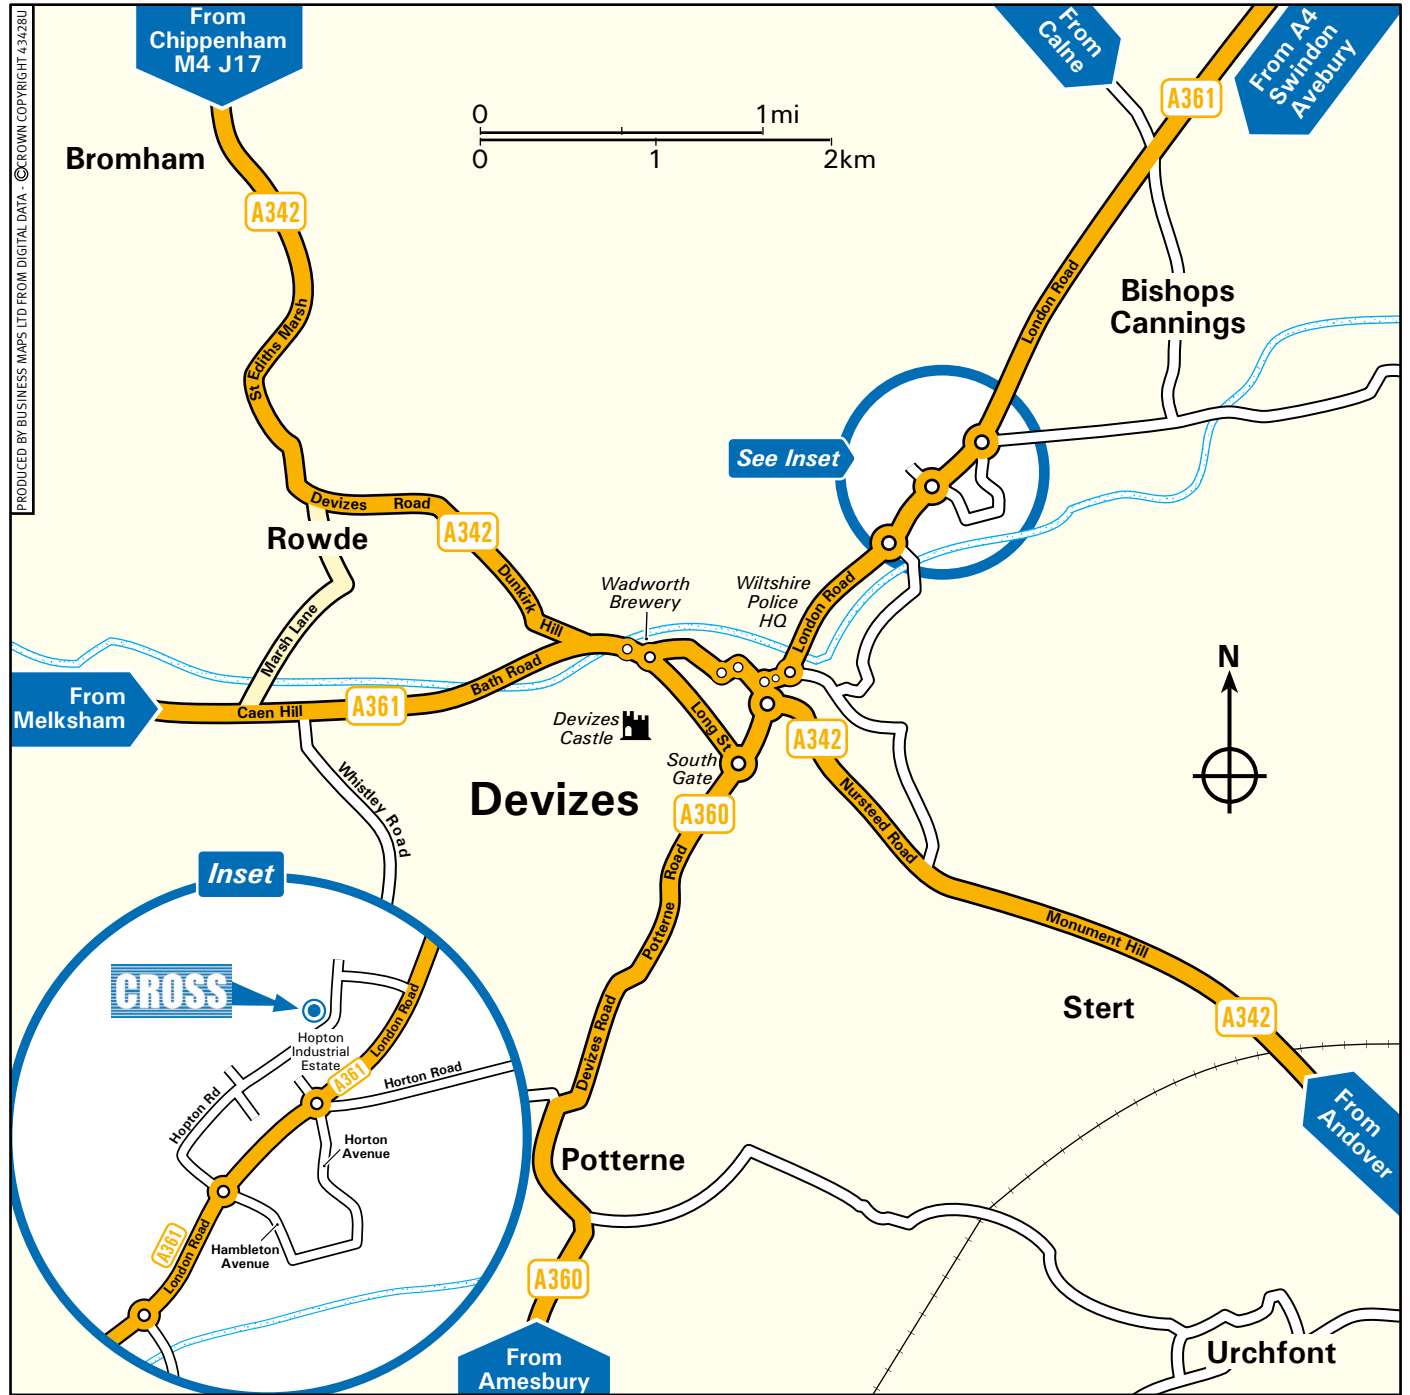 PRODUCED BY BUSINESS MAPS LTD FROM DIGITAL DATA - ©CROWN COPYRIGHT 43428U
From
Chippenham
M4 J17
From
Calne
From A4
Swindon
Avebury
A361
0
1mi
0
1
2km
Bromham
A342
London Road
Bishops
Cannings
St Ediths Marsh
See Inset
Devizes Road
Rowde
A342
Dunkirk
Hill
Wadworth
Brewery
Wiltshire
Police
HQ
London Road
Marsh Lane
N
From
Melksham
Caen Hill
A361
Bath Road
Devizes
Castle
Long St
South
Gate
A342
Devizes
A360
Nursteed Road
Whistley Road
Potterne
Road
Monument Hill
Stert
A342
Inset
CROSS
Hopton
Industrial
Estate
London Road
A361
Horton Road
Hopton Rd
Horton
Avenue
Hambleton
Avenue
A361
London Road
Devizes Road
Potterne
From
Andover
A360
From
Amesbury
Urchfont